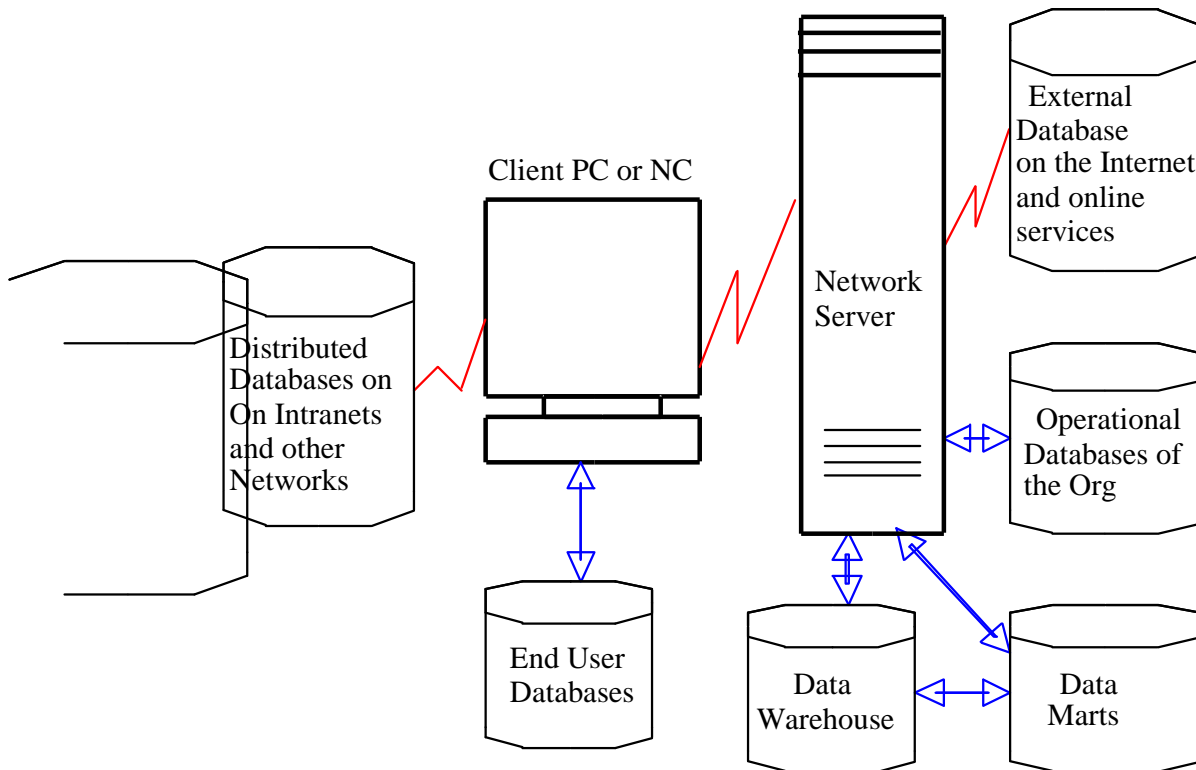 Client PC or NC
External
Database
on the Internet
and online
services
Network
Server
Distributed
Databases on
On Intranets
and other
Networks
Operational
Databases of
the Org
End User
Databases
Data
Warehouse
Data
Marts